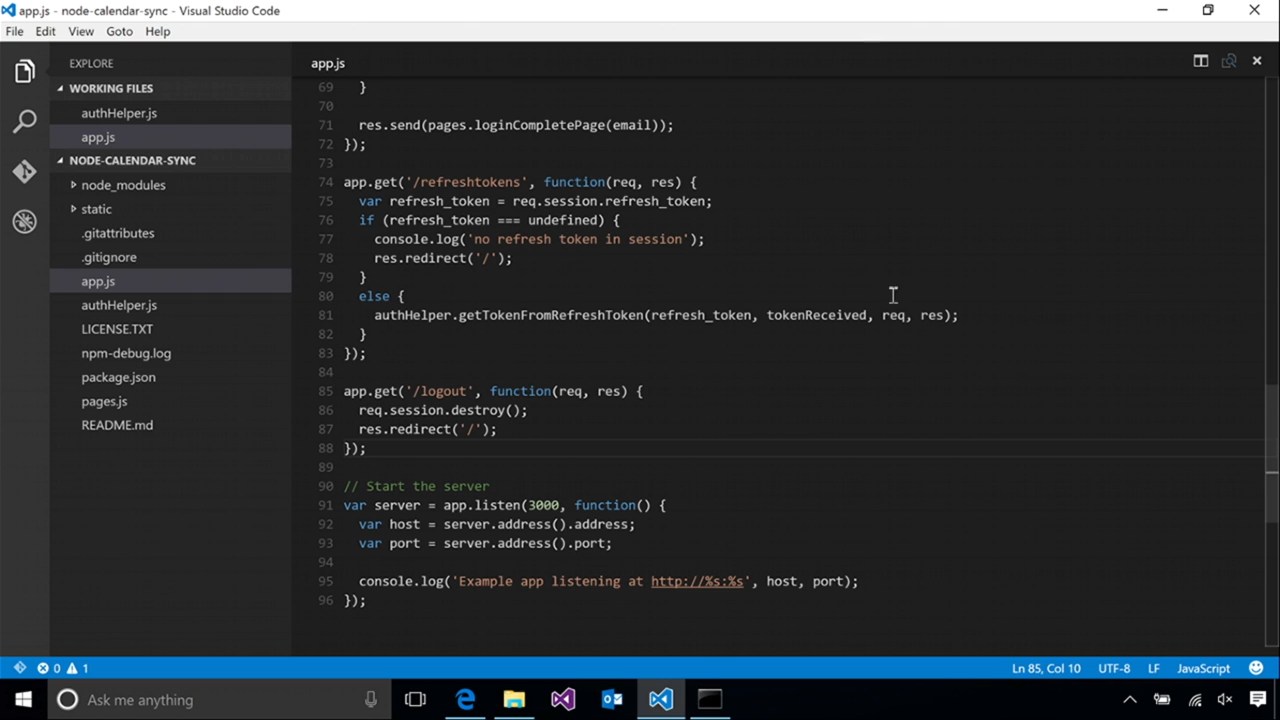 app.js - node-calendar-sync - Visual Studio Code
File Edit View Goto Help
EXPLORE
WORKING FILES
authHelper.js
app.js
NODE-CALENDAR-SYNC
node_modules
static
.gitattributes
.gitignore
app.js
authHelper.js
LICENSE.TXT
npm-debug.log
package.json
pages.js
README.md
app.js
69 }
70
71 res.send(pages.loginCompletePage(email));
72 });
73
74 app.get('/refreshtokens', function(req, res) {
75 var refresh_token = req.session.refresh_token;
76 if (refresh_token === undefined) {
77 console.log('no refresh token in session');
78 res.redirect('/');
79 }
80 else {
81 authHelper.getTokenFromRefreshToken(refresh_token, tokenReceived, req, res);
82 }
83 });
84
85 app.get('/logout', function(req, res) {
86 req.session.destroy();
87 res.redirect('/');
88 });
89
90 // Start the server
91 var server = app.listen(3000, function() {
92 var host = server.address().address;
93 var port = server.address().port;
94
95 console.log('Example app listening at http://%s:%s', host, port);
96 });
0 1 Ln 85, Col 10 UTF-8 LF JavaScript
Ask me anything